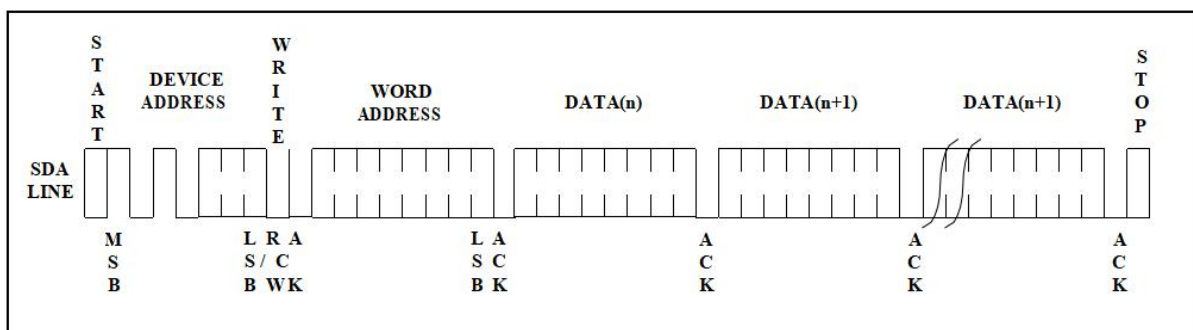 START
DEVICE
ADDRESS
WRITE
WORD
ADDRESS
DATA(n)
DATA(n+1)
DATA(n+1)
STOP
SDA
LINE
MSB
LSB
R/W
ACK
LSB
ACK
ACK
ACK
ACK